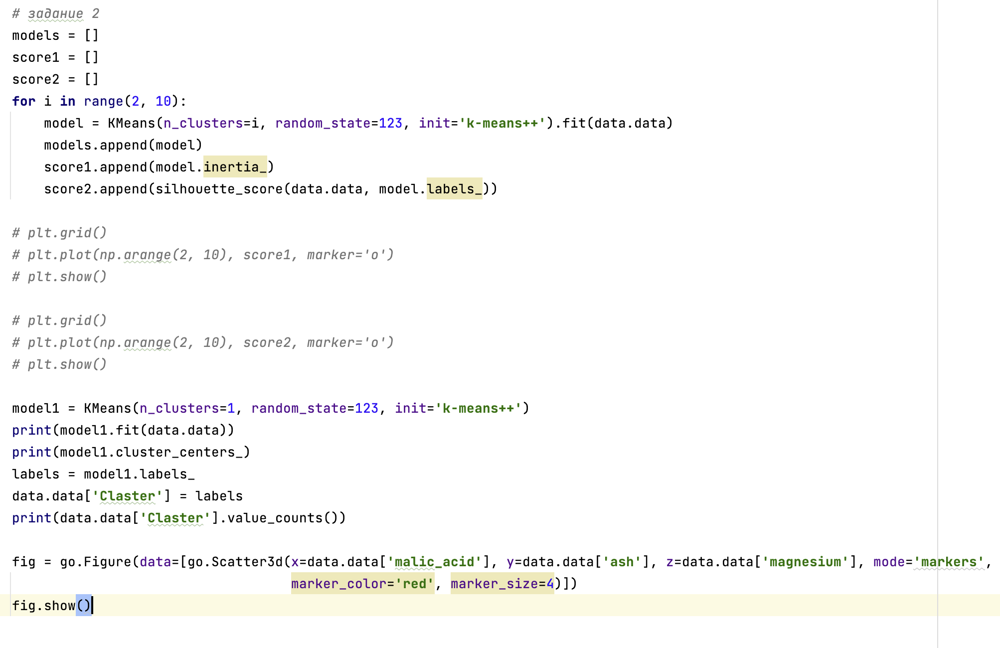 # задание 2
models = []
score1 = []
score2 = []
for i in range(2, 10):
    model = KMeans(n_clusters=i, random_state=123, init='k-means++').fit(data.data)
    models.append(model)
    score1.append(model.inertia_)
    score2.append(silhouette_score(data.data, model.labels_))

# plt.grid()
# plt.plot(np.arange(2, 10), score1, marker='o')
# plt.show()

# plt.grid()
# plt.plot(np.arange(2, 10), score2, marker='o')
# plt.show()

model1 = KMeans(n_clusters=1, random_state=123, init='k-means++')
print(model1.fit(data.data))
print(model1.cluster_centers_)
labels = model1.labels_
data.data['Claster'] = labels
print(data.data['Claster'].value_counts())

fig = go.Figure(data=[go.Scatter3d(x=data.data['malic_acid'], y=data.data['ash'], z=data.data['magnesium'], mode='markers',
                                   marker_color='red', marker_size=4)])
fig.show()